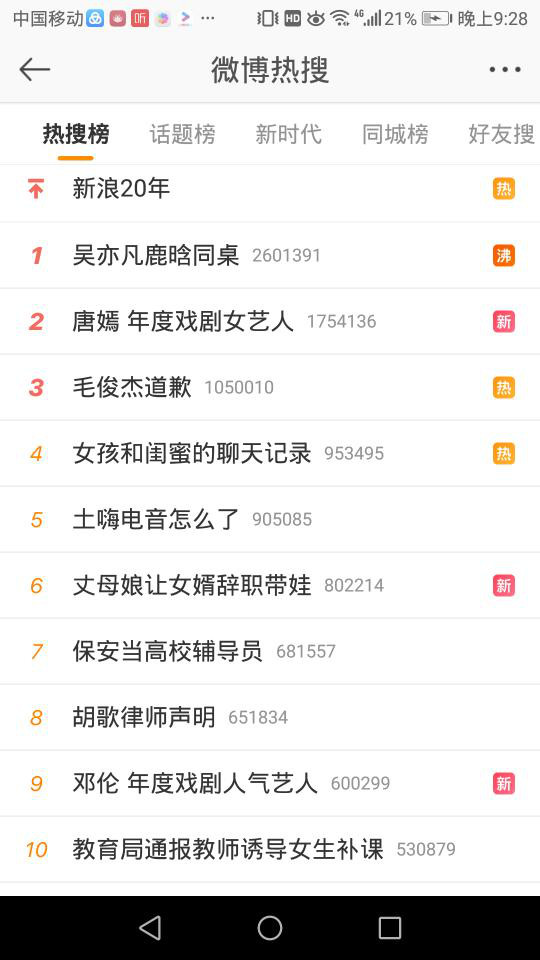 中国移动 听 ··· HD 4G 21% 晚上9:28
微博热搜
热搜榜 话题榜 新时代 同城榜 好友搜
新浪20年 热
1 吴亦凡鹿晗同桌 2601391 沸
2 唐嫣 年度戏剧女艺人 1754136 新
3 毛俊杰道歉 1050010 热
4 女孩和闺蜜的聊天记录 953495 热
5 土嗨电音怎么了 905085
6 丈母娘让女婿辞职带娃 802214 新
7 保安当高校辅导员 681557
8 胡歌律师声明 651834
9 邓伦 年度戏剧人气艺人 600299 新
10 教育局通报教师诱导女生补课 530879